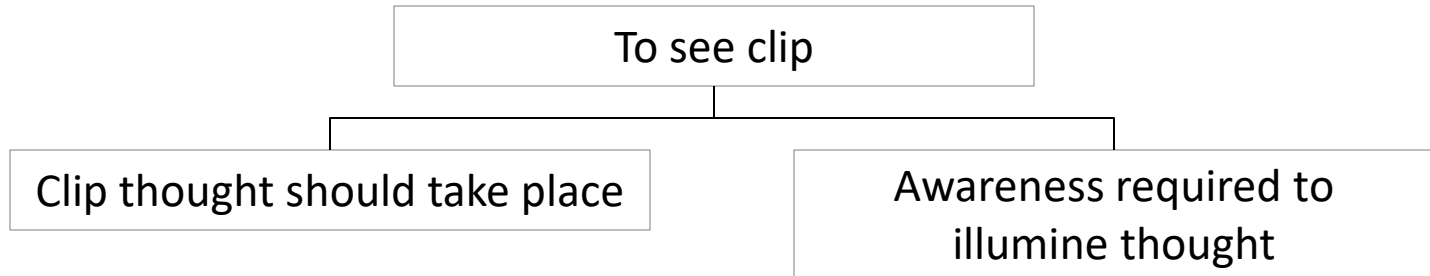 To see clip
Clip thought should take place
Awareness required to
illumine thought